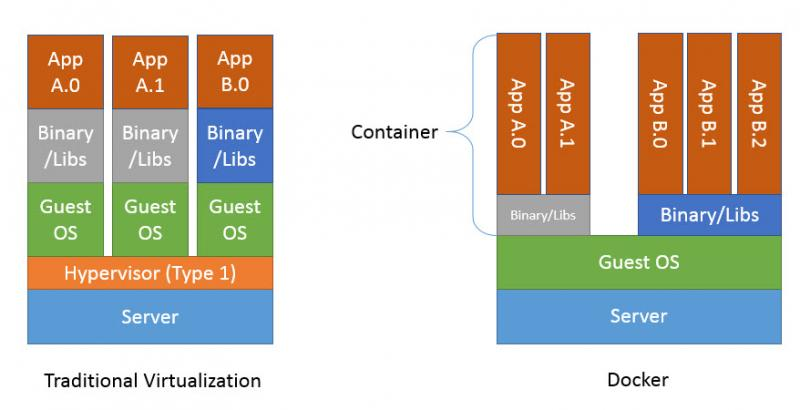 App
A.0
App
A.1
App
B.0
Binary
/Libs
Binary
/Libs
Binary
/Libs
Guest
OS
Guest
OS
Guest
OS
Hypervisor (Type 1)
Server
Traditional Virtualization
Container
App A.0
App A.1
App B.0
App B.1
App B.2
Binary/Libs
Binary/Libs
Guest OS
Server
Docker